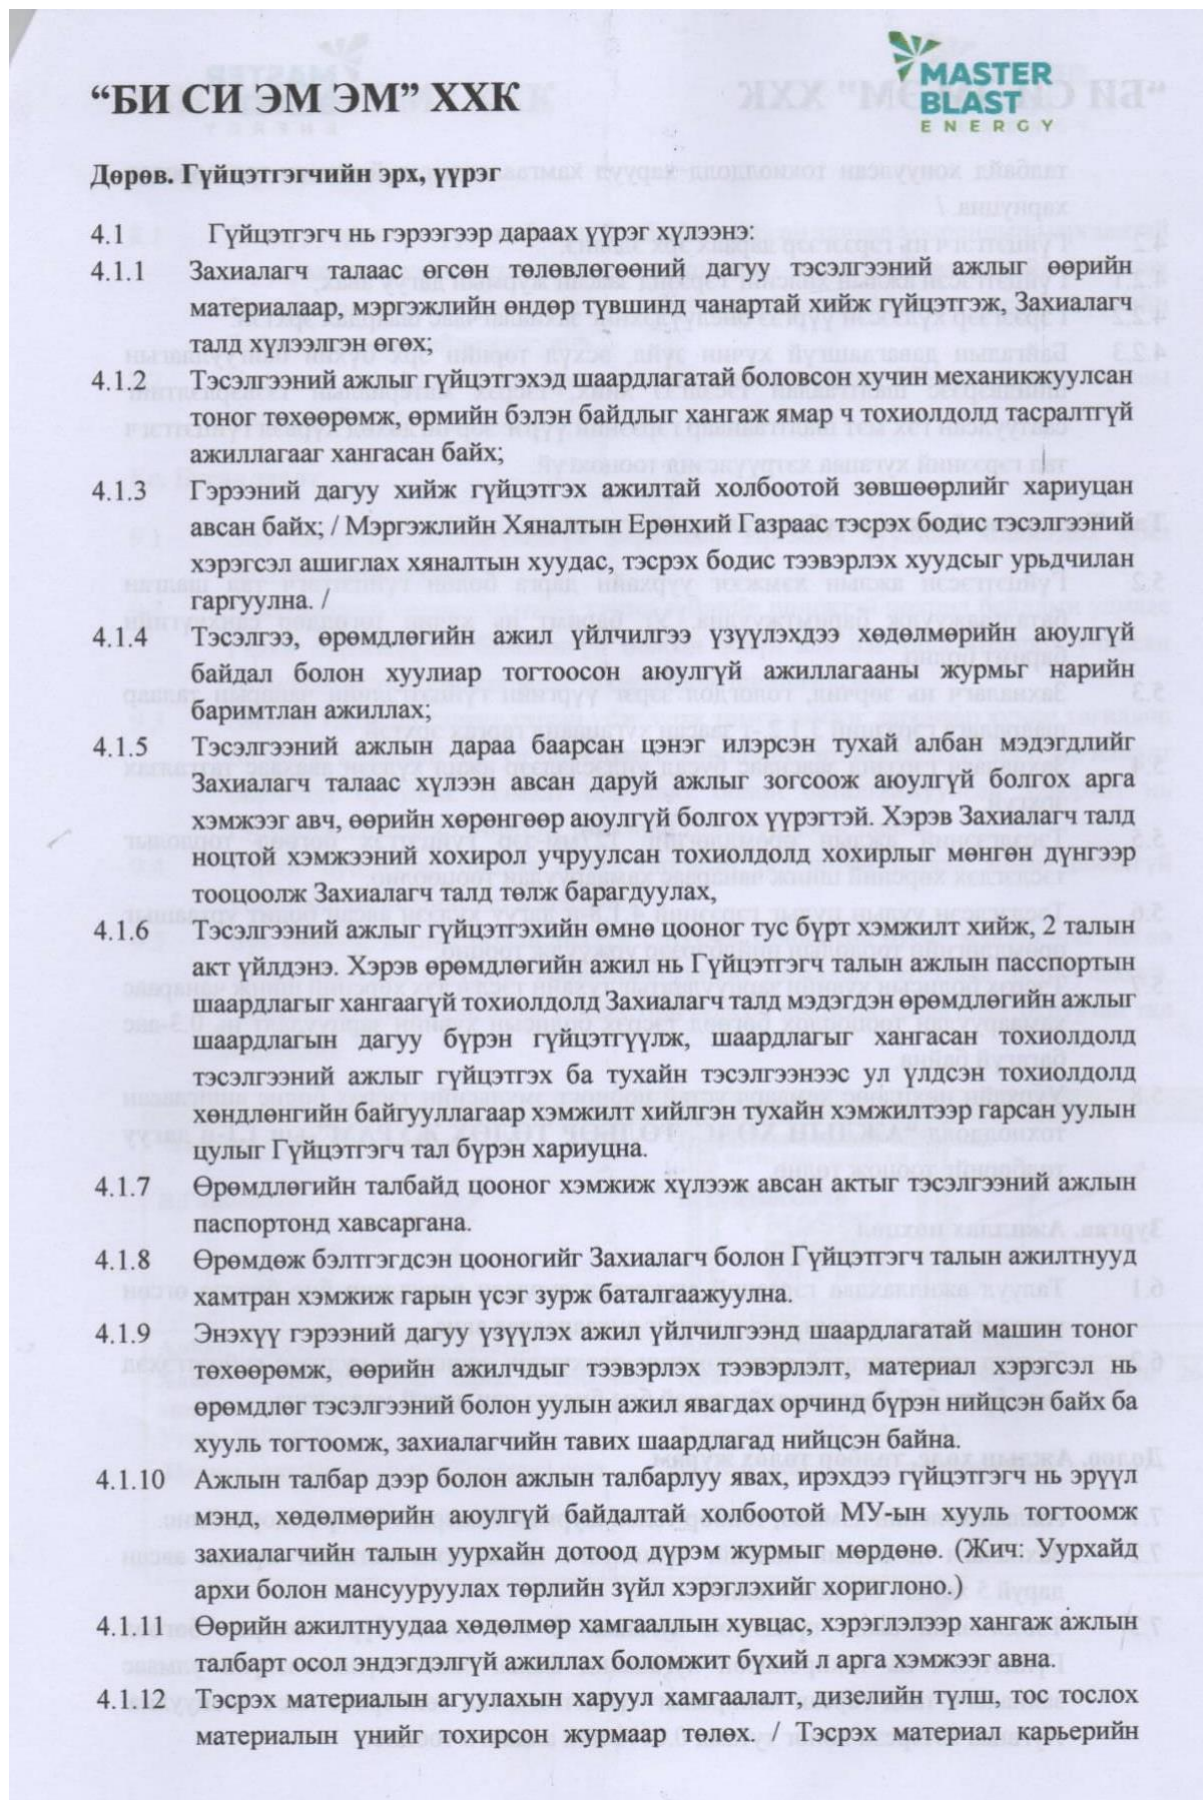 “БИ СИ ЭМ ЭМ” ХХК
MASTER
BLAST
ENERGY
Дөрөв. Гүйцэтгэгчийн эрх, үүрэг
4.1 Гүйцэтгэгч нь гэрээгээр дараах үүрэг хүлээнэ:
4.1.1 Захиалагч талаас өгсөн төлөвлөгөөний дагуу тэсэлгээний ажлыг өөрийн
материалаар, мэргэжлийн өндөр түвшинд чанартай хийж гүйцэтгэж, Захиалагч
талд хүлээлгэн өгөх;
4.1.2 Тэсэлгээний ажлыг гүйцэтгэхэд шаардлагатай боловсон хучин механикжуулсан
тоног төхөөрөмж, өрмийн бэлэн байдлыг хангаж ямар ч тохиолдолд тасралтгүй
ажиллагааг хангасан байх;
4.1.3 Гэрээний дагуу хийж гүйцэтгэх ажилтай холбоотой зөвшөөрлийг хариуцан
авсан байх; / Мэргэжлийн Хяналтын Ерөнхий Газраас тэсрэх бодис тэсэлгээний
хэрэгсэл ашиглах хяналтын хуудас, тэсрэх бодис тээвэрлэх хуудсыг урьдчилан
гаргуулна. /
4.1.4 Тэсэлгээ, өрөмдлөгийн ажил үйлчилгээ үзүүлэхдээ хөдөлмөрийн аюулгүй
байдал болон хуулиар тогтоосон аюулгүй ажиллагааны журмыг нарийн
баримтлан ажиллах;
4.1.5 Тэсэлгээний ажлын дараа баарсан цэнэг илэрсэн тухай албан мэдэгдлийг
Захиалагч талаас хүлээн авсан даруй ажлыг зогсоож аюулгүй болгох арга
хэмжээг авч, өөрийн хөрөнгөөр аюулгүй болгох үүрэгтэй. Хэрэв Захиалагч талд
ноцтой хэмжээний хохирол учруулсан тохиолдолд хохирлыг мөнгөн дүнгээр
тооцоолж Захиалагч талд төлж барагдуулах,
4.1.6 Тэсэлгээний ажлыг гүйцэтгэхийн өмнө цооног тус бүрт хэмжилт хийж, 2 талын
акт үйлдэнэ. Хэрэв өрөмдлөгийн ажил нь Гүйцэтгэгч талын ажлын пасспортын
шаардлагыг хангаагүй тохиолдолд Захиалагч талд мэдэгдэн өрөмдлөгийн ажлыг
шаардлагын дагуу бүрэн гүйцэтгүүлж, шаардлагыг хангасан тохиолдолд
тэсэлгээний ажлыг гүйцэтгэх ба тухайн тэсэлгээнээс ул үлдсэн тохиолдолд
хөндлөнгийн байгууллагаар хэмжилт хийлгэн тухайн хэмжилтээр гарсан уулын
цулыг Гүйцэтгэгч тал бүрэн хариуцна.
4.1.7 Өрөмдлөгийн талбайд цооног хэмжиж хүлээж авсан актыг тэсэлгээний ажлын
паспортонд хавсаргана.
4.1.8 Өрөмдөж бэлтгэгдсэн цооногийг Захиалагч болон Гүйцэтгэгч талын ажилтнууд
хамтран хэмжиж гарын үсэг зурж баталгаажуулна.
4.1.9 Энэхүү гэрээний дагуу үзүүлэх ажил үйлчилгээнд шаардлагатай машин тоног
төхөөрөмж, өөрийн ажилчдыг тээвэрлэх тээвэрлэлт, материал хэрэгсэл нь
өрөмдлөг тэсэлгээний болон уулын ажил явагдах орчинд бүрэн нийцсэн байх ба
хууль тогтоомж, захиалагчийн тавих шаардлагад нийцсэн байна.
4.1.10 Ажлын талбар дээр болон ажлын талбарлуу явах, ирэхдээ гүйцэтгэгч нь эрүүл
мэнд, хөдөлмөрийн аюулгүй байдалтай холбоотой МУ-ын хууль тогтоомж
захиалагчийн талын уурхайн дотоод дүрэм журмыг мөрдөнө. (Жич: Уурхайд
архи болон мансууруулах төрлийн зүйл хэрэглэхийг хориглоно.)
4.1.11 Өөрийн ажилтнуудаа хөдөлмөр хамгааллын хувцас, хэрэглэлээр хангаж ажлын
талбарт осол эндэгдэлгүй ажиллах боломжит бүхий л арга хэмжээг авна.
4.1.12 Тэсрэх материалын агуулахын харуул хамгаалалт, дизелийн түлш, тос тослох
материалын үнийг тохирсон журмаар төлөх. / Тэсрэх материал карьерийн